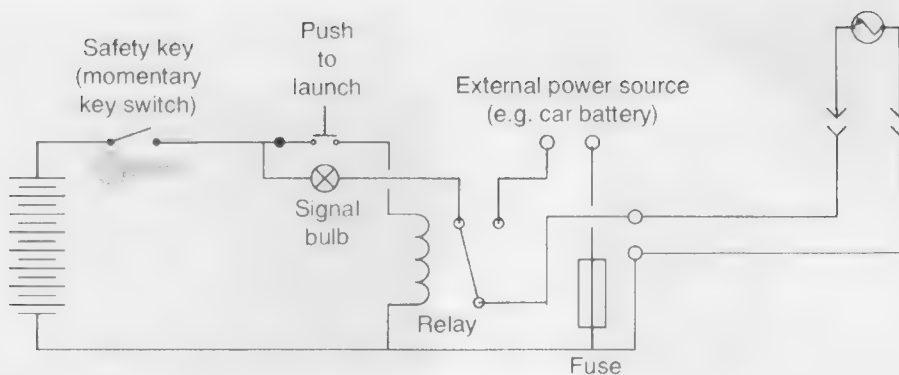 Safety key
(momentary
key switch)
Push
to
launch
External power source
(e.g. car battery)
Signal
bulb
Relay
Fuse